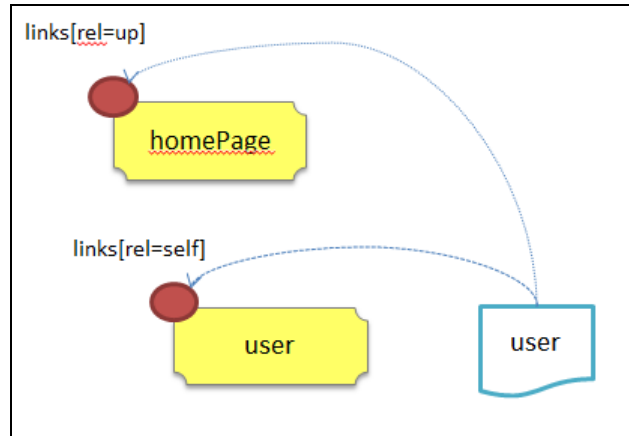 links[rel=up]
homePage
links[rel=self]
user
user